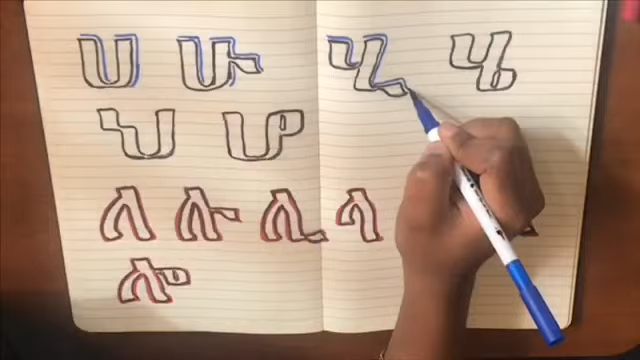 ሀ ሁ ሂ ሄ
ህ ሆ
ለ ሉ ሊ ላ
ሎ